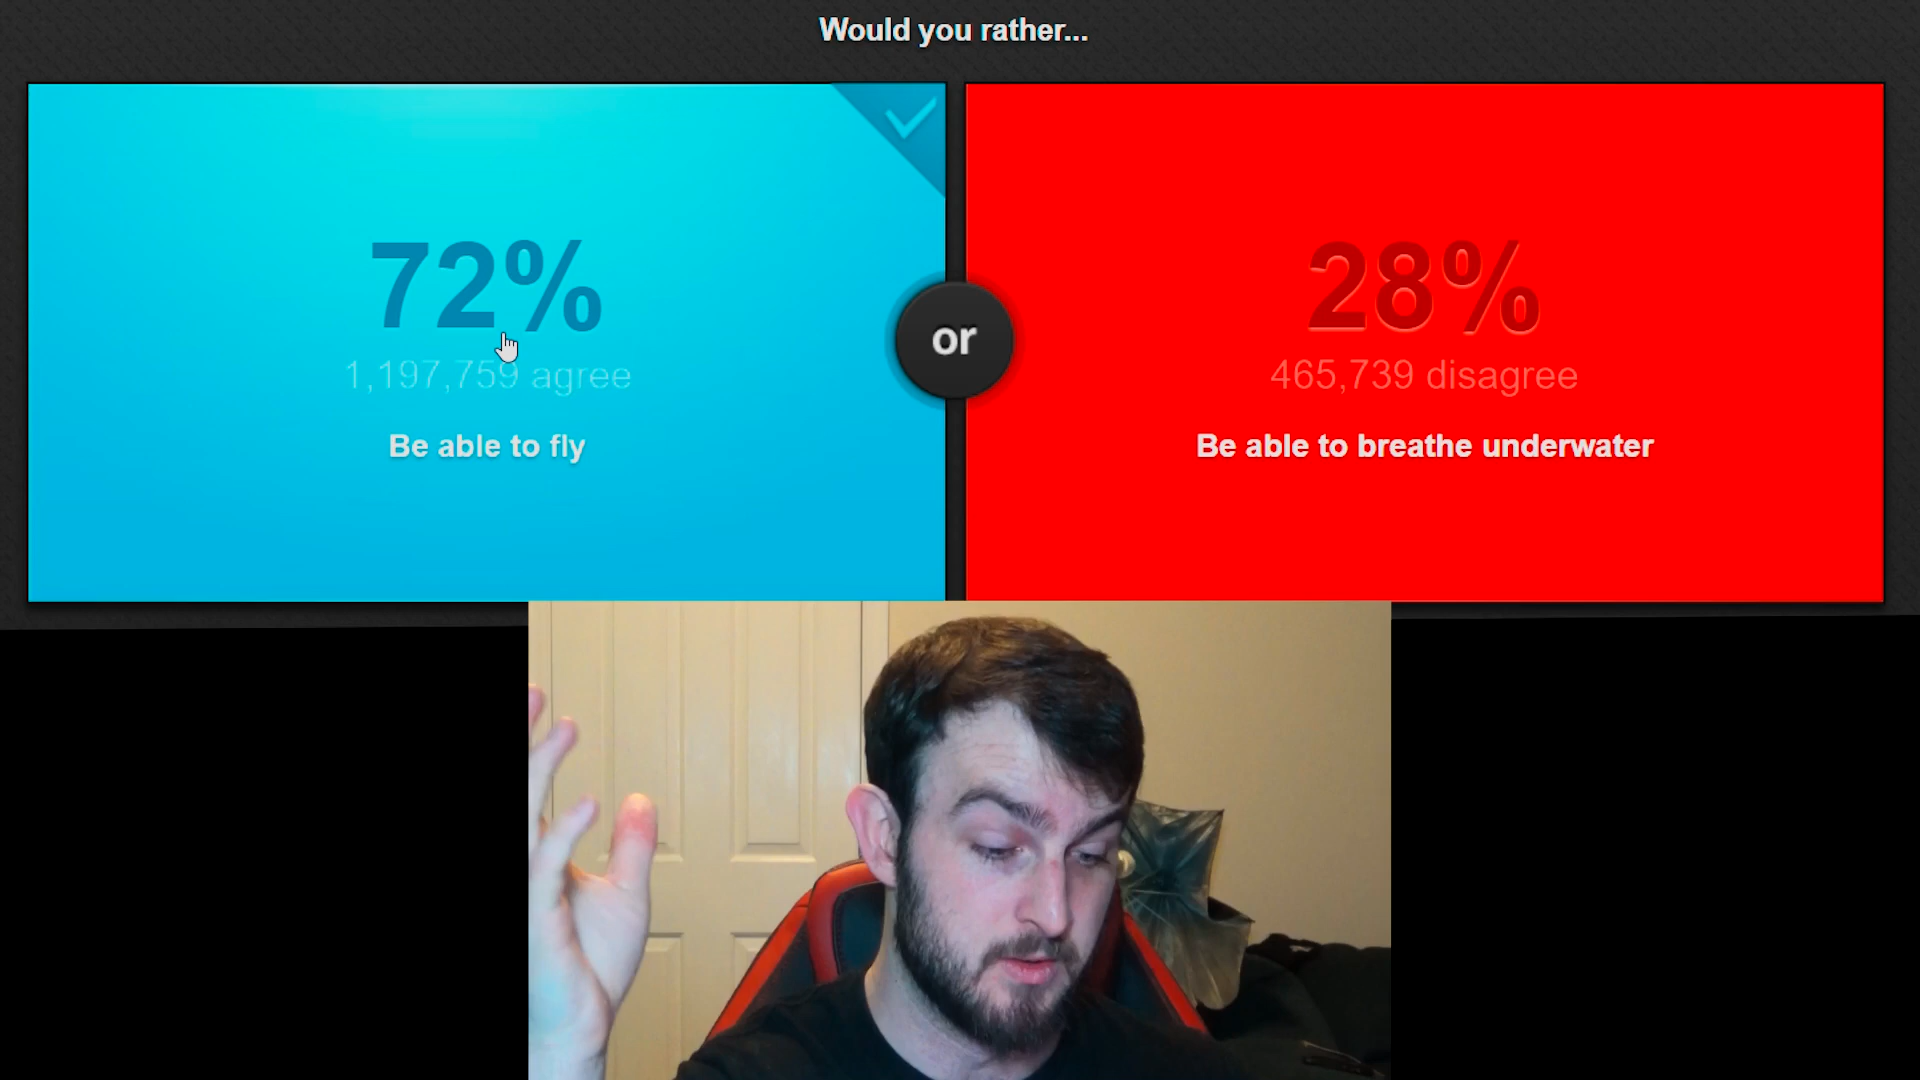 Would you rather...
72%
1,197,759 agree
Be able to fly
or
28%
465,739 disagree
Be able to breathe underwater